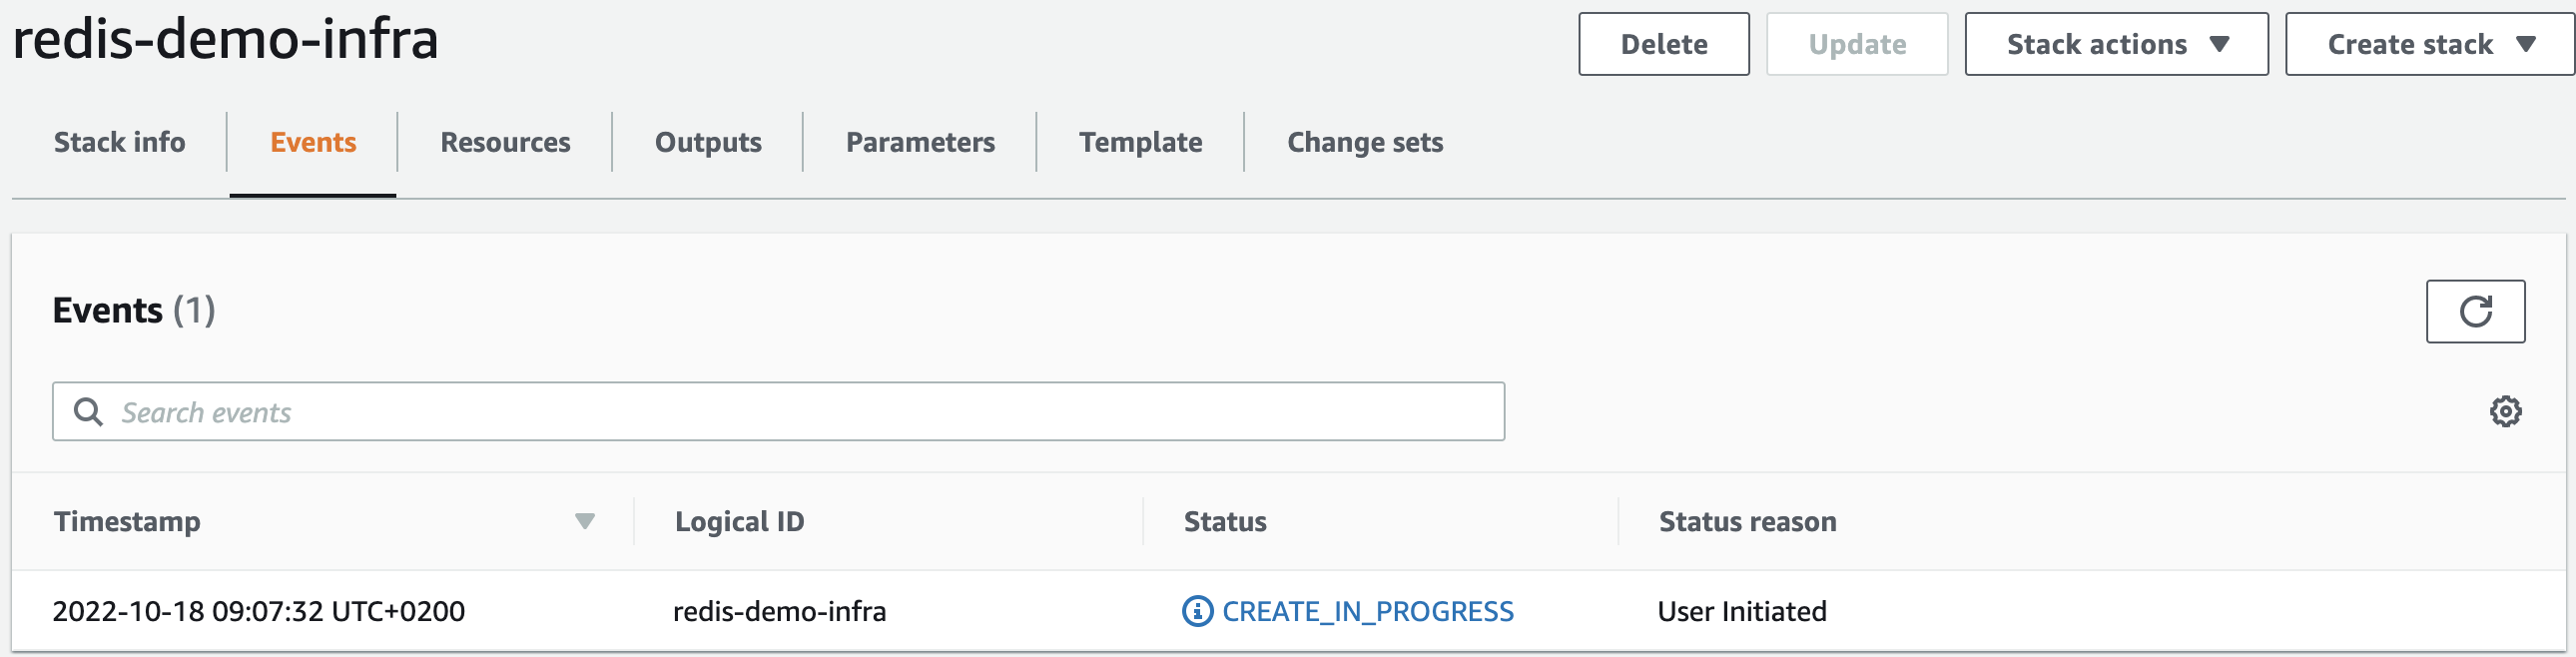 redis-demo-infra
Delete Update Stack actions Create stack
Stack info Events Resources Outputs Parameters Template Change sets
Events (1)
Search events
Timestamp Logical ID Status Status reason
2022-10-18 09:07:32 UTC+0200 redis-demo-infra CREATE_IN_PROGRESS User Initiated